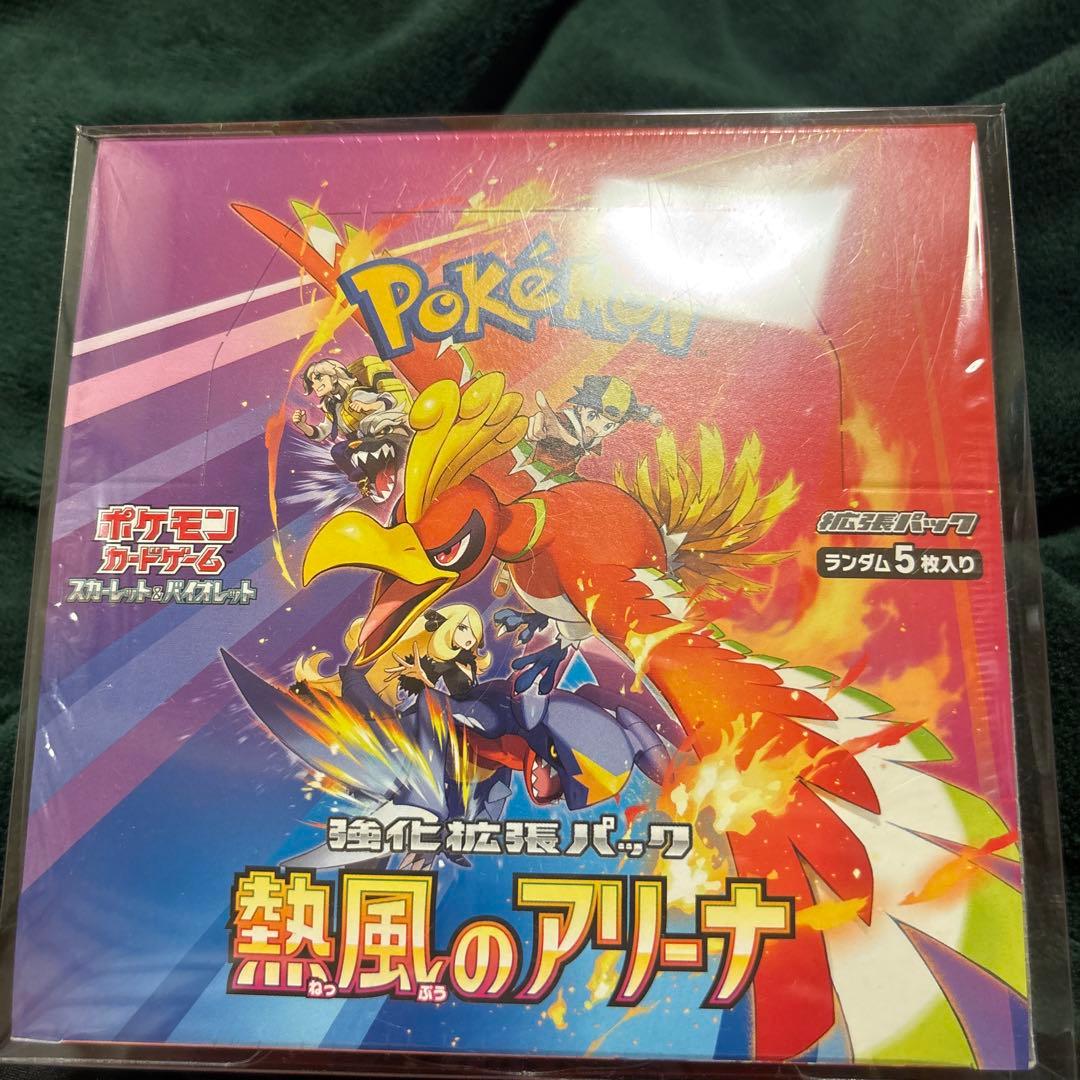 POKéMON
TM
ポケモン
カードゲーム
スカーレット&バイオレット
拡張パック
ランダム5枚入り
強化拡張パック
熱風のアリーナ
ねっ ぷう